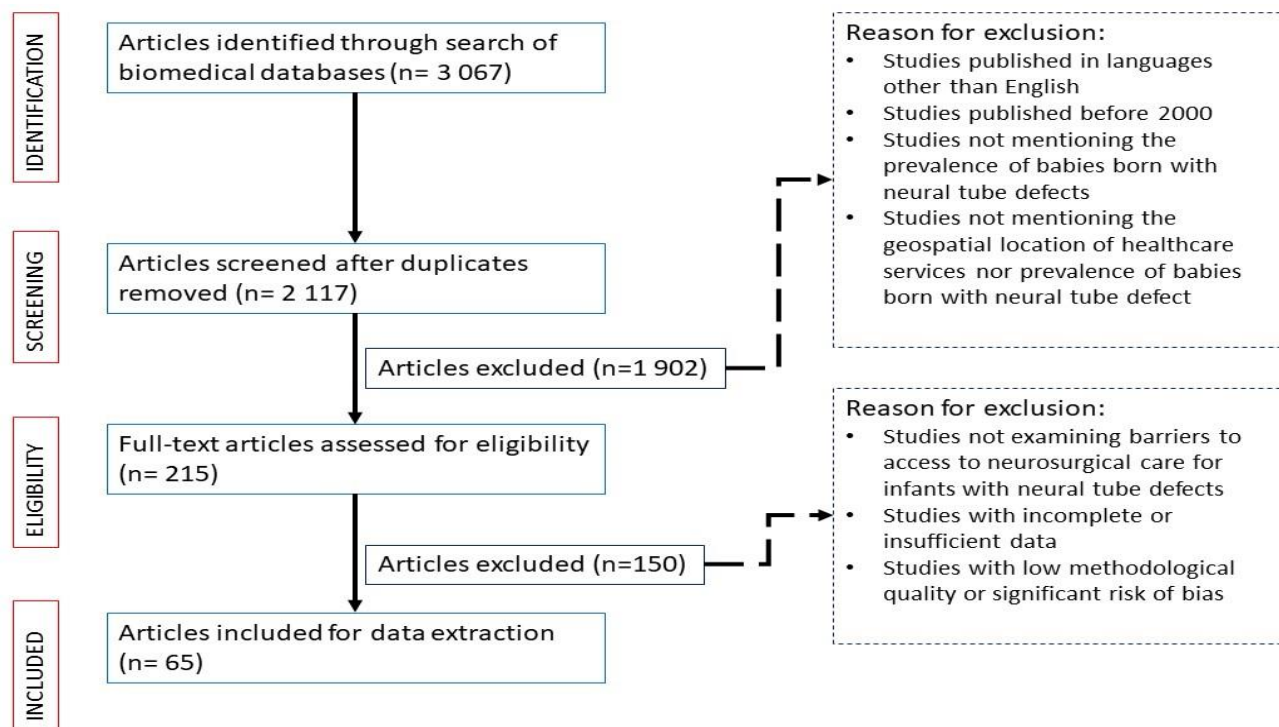 IDENTIFICATION
Articles identified through search of
biomedical databases (n= 3 067)
SCREENING
Articles screened after duplicates
removed (n= 2 117)
Articles excluded (n=1 902)
Reason for exclusion:
• Studies published in languages
other than English
• Studies published before 2000
• Studies not mentioning the
prevalence of babies born with
neural tube defects
• Studies not mentioning the
geospatial location of healthcare
services nor prevalence of babies
born with neural tube defect
ELIGIBILITY
Full-text articles assessed for eligibility
(n= 215)
Articles excluded (n=150)
Reason for exclusion:
• Studies not examining barriers to
access to neurosurgical care for
infants with neural tube defects
• Studies with incomplete or
insufficient data
• Studies with low methodological
quality or significant risk of bias
INCLUDED
Articles included for data extraction
(n= 65)